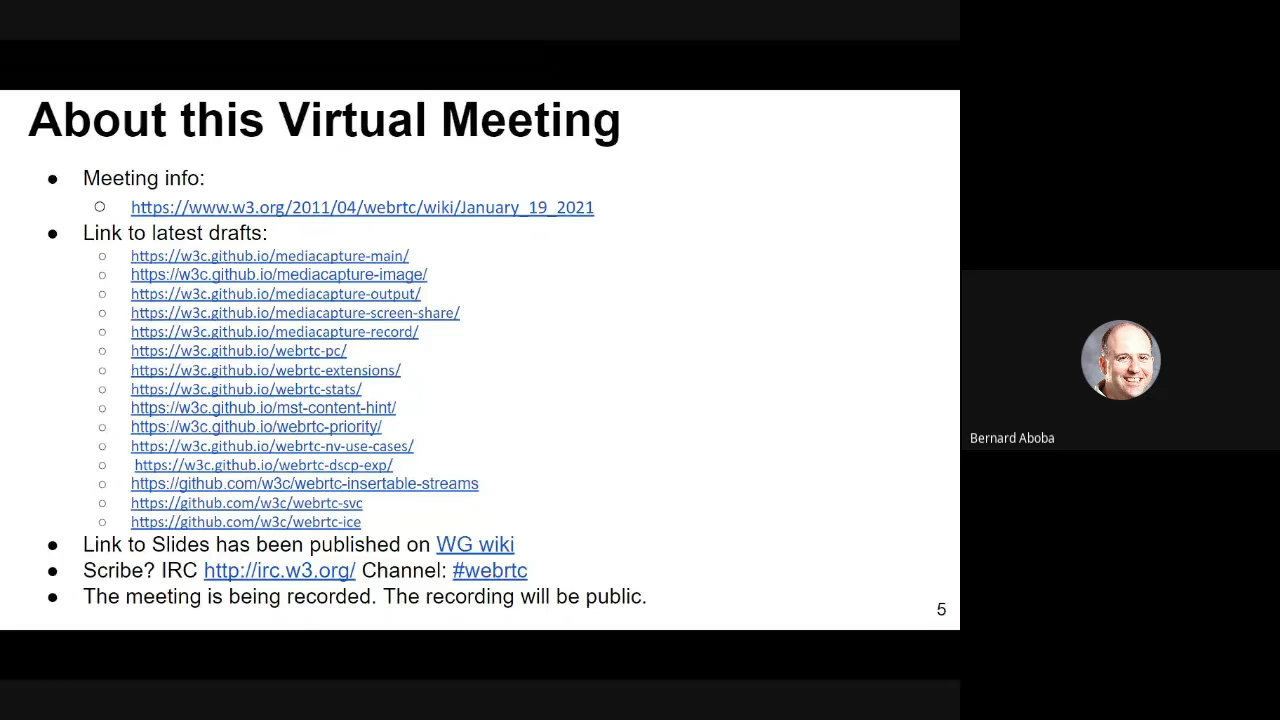 About this Virtual Meeting
● Meeting info:
○ https://www.w3.org/2011/04/webrtc/wiki/January_19_2021
● Link to latest drafts:
○ https://w3c.github.io/mediacapture-main/
○ https://w3c.github.io/mediacapture-image/
○ https://w3c.github.io/mediacapture-output/
○ https://w3c.github.io/mediacapture-screen-share/
○ https://w3c.github.io/mediacapture-record/
○ https://w3c.github.io/webrtc-pc/
○ https://w3c.github.io/webrtc-extensions/
○ https://w3c.github.io/webrtc-stats/
○ https://w3c.github.io/mst-content-hint/
○ https://w3c.github.io/webrtc-priority/
○ https://w3c.github.io/webrtc-nv-use-cases/
○ https://w3c.github.io/webrtc-dscp-exp/
○ https://github.com/w3c/webrtc-insertable-streams
○ https://github.com/w3c/webrtc-svc
○ https://github.com/w3c/webrtc-ice
● Link to Slides has been published on WG wiki
● Scribe? IRC http://irc.w3.org/ Channel: #webrtc
● The meeting is being recorded. The recording will be public.
5
Bernard Aboba